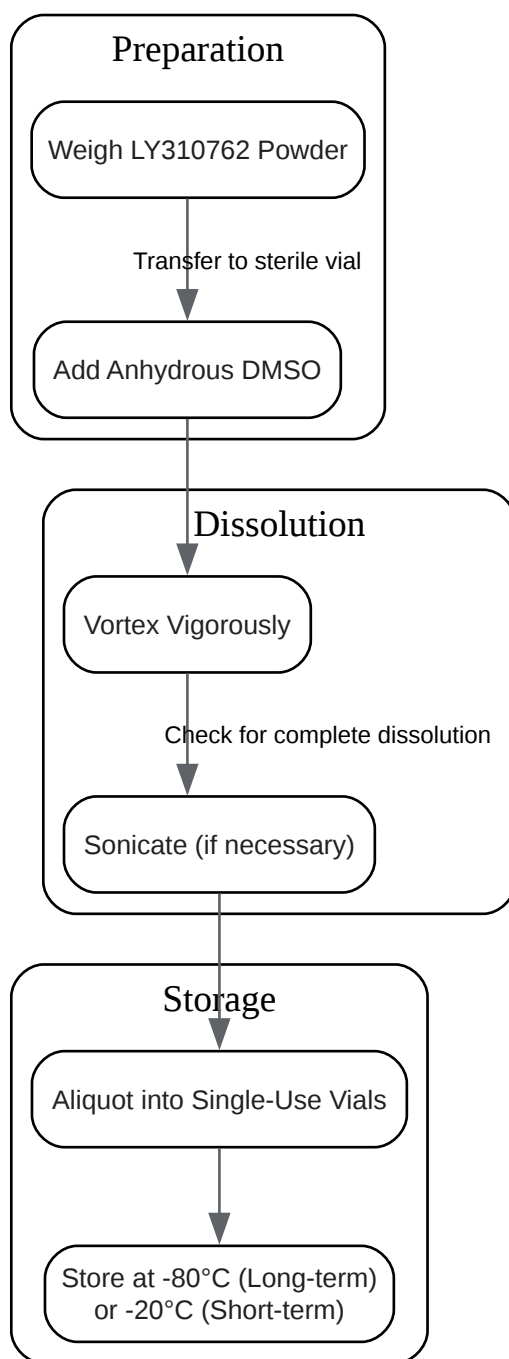 Preparation
Weigh LY310762 Powder
Transfer to sterile vial
Add Anhydrous DMSO
Dissolution
Vortex Vigorously
Check for complete dissolution
Sonicate (if necessary)
Storage
Aliquot into Single-Use Vials
Store at -80°C (Long-term)
or -20°C (Short-term)